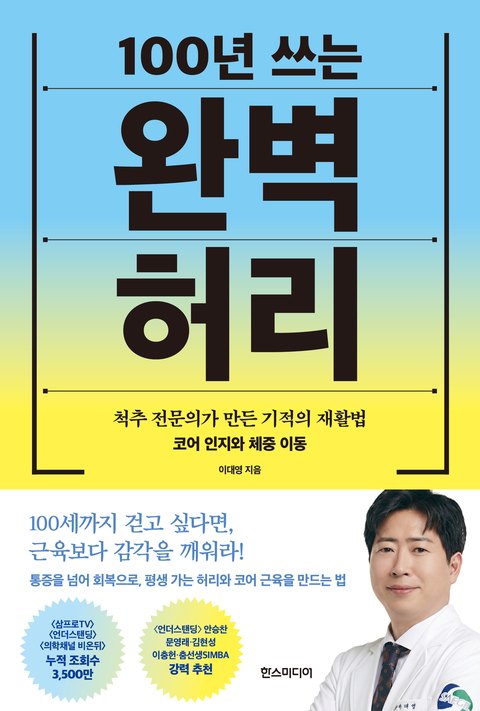 100년 쓰는
완벽
허리
척추 전문의가 만든 기적의 재활법
코어 인지와 체중 이동
이대영 지음
100세까지 걷고 싶다면,
근육보다 감각을 깨워라!
통증을 넘어 회복으로, 평생 가는 허리와 코어 근육을 만드는 법
〈삼프로TV〉
〈언더스탠딩〉
〈의학채널 비온뒤〉
누적 조회수
3,500만
〈언더스탠딩〉 안승찬
문영래·김현성
이충헌·춤선생SIMBA
강력 추천
한스미디어